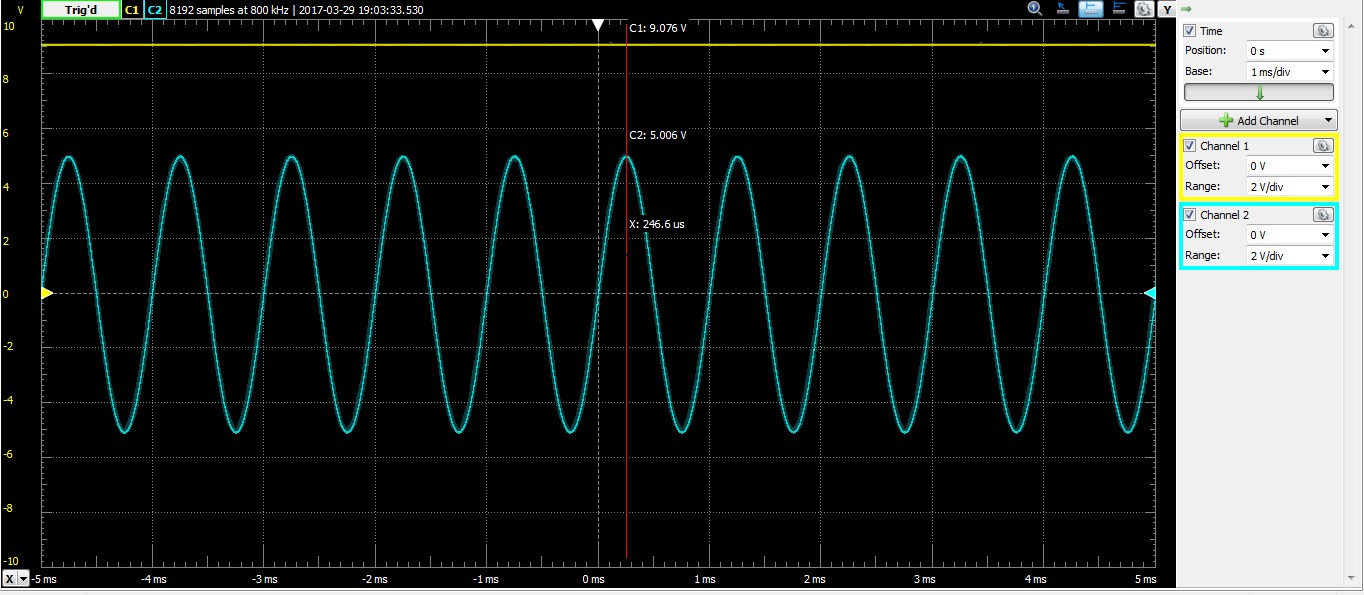 V Trig'd C1 C2 8192 samples at 800 kHz | 2017-03-29 19:03:33.530 Y
10
8
6
4
2
0
-2
-4
-6
-8
-10
C1: 9.076 V
C2: 5.006 V
X: 246.6 us
X -5 ms -4 ms -3 ms -2 ms -1 ms 0 ms 1 ms 2 ms 3 ms 4 ms 5 ms
Time
Position: 0 s
Base: 1 ms/div
Add Channel
Channel 1
Offset: 0 V
Range: 2 V/div
Channel 2
Offset: 0 V
Range: 2 V/div